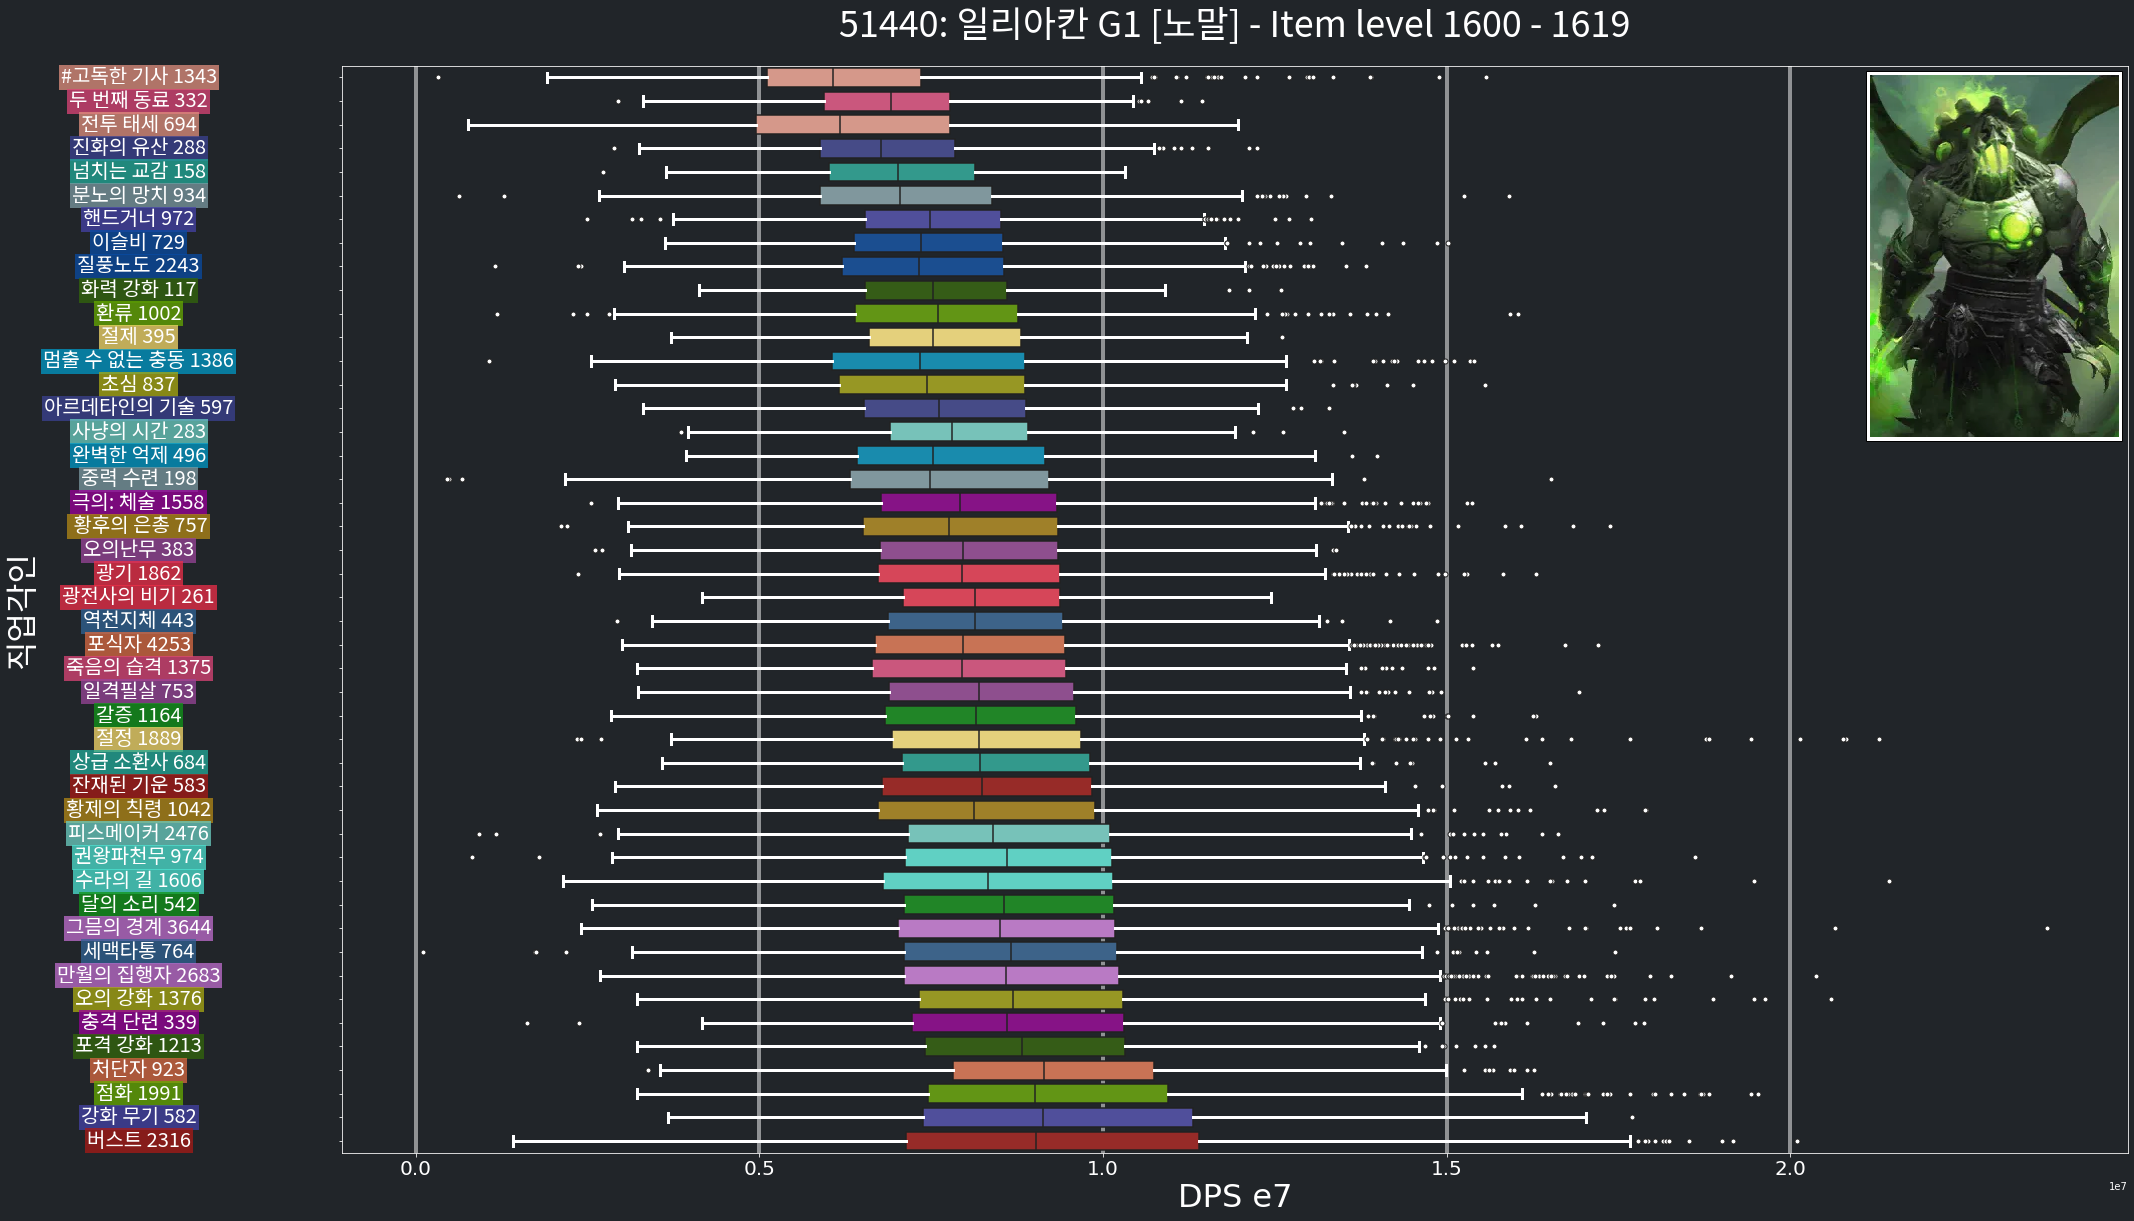 51440: 일리아칸 G1 [노말] - Item level 1600 - 1619
#고독한 기사 1343
두 번째 동료 332
전투 태세 694
진화의 유산 288
넘치는 교감 158
분노의 망치 934
핸드거너 972
이슬비 729
질풍노도 2243
화력 강화 117
환류 1002
절제 395
멈출 수 없는 충동 1386
초심 837
아르데타인의 기술 597
사냥의 시간 283
완벽한 억제 496
중력 수련 198
극의: 체술 1558
황후의 은총 757
오의난무 383
광기 1862
광전사의 비기 261
역천지체 443
포식자 4253
죽음의 습격 1375
일격필살 753
갈증 1164
절정 1889
상급 소환사 684
잔재된 기운 583
황제의 칙령 1042
피스메이커 2476
권왕파천무 974
수라의 길 1606
달의 소리 542
그믐의 경계 3644
세맥타통 764
만월의 집행자 2683
오의 강화 1376
충격 단련 339
포격 강화 1213
처단자 923
점화 1991
강화 무기 582
버스트 2316
직업각인
0.0 0.5 1.0 1.5 2.0
DPS e7
1e7